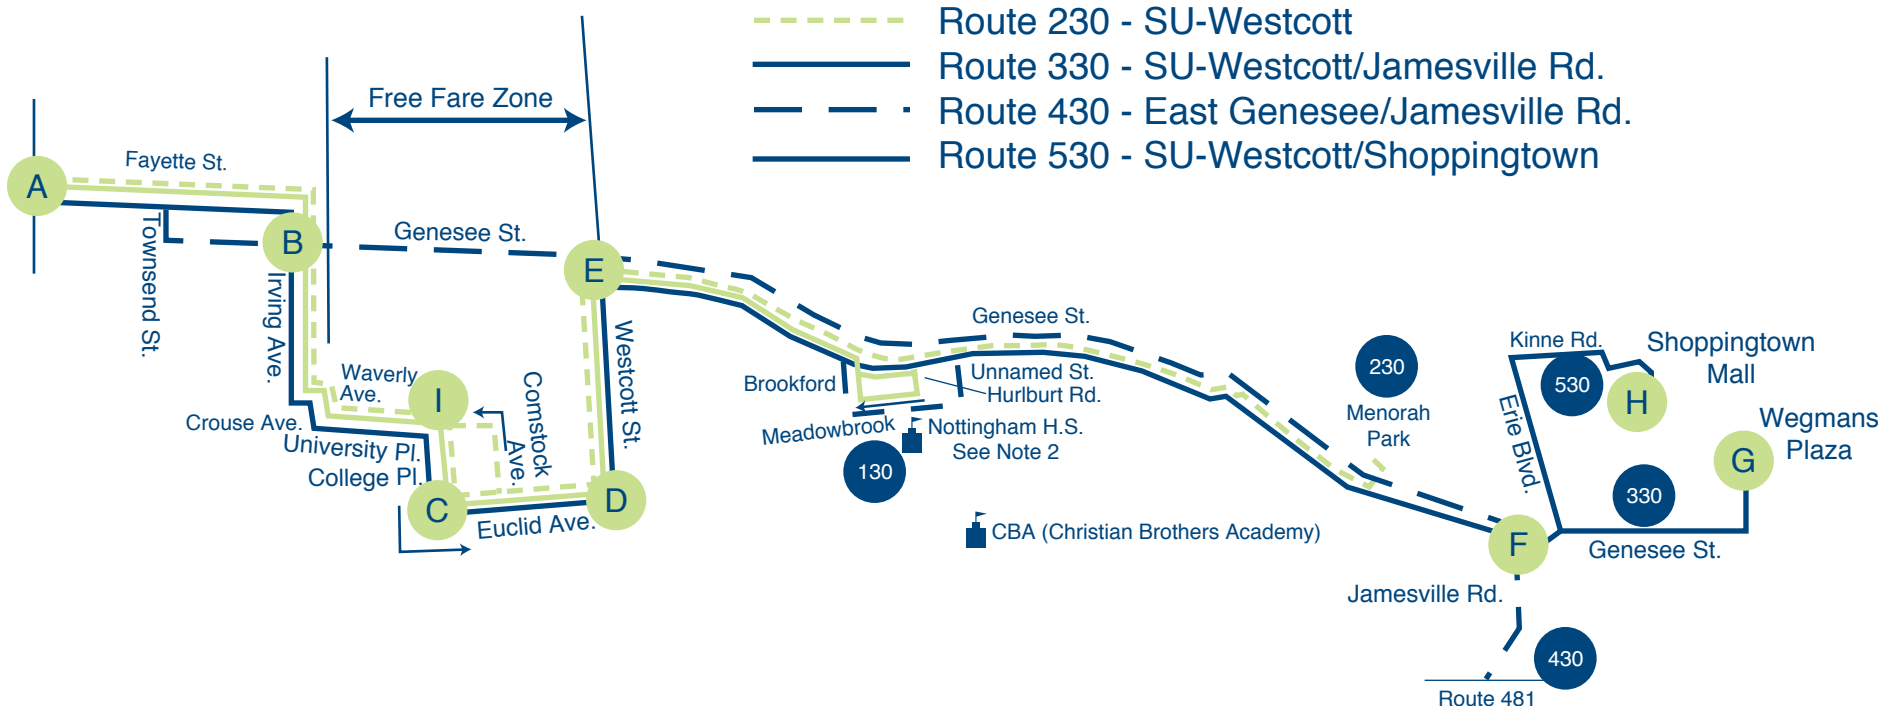 Route 230 - SU-Westcott
Route 330 - SU-Westcott/Jamesville Rd.
Route 430 - East Genesee/Jamesville Rd.
Route 530 - SU-Westcott/Shoppingtown
Free Fare Zone
Fayette St.
A
Townsend St.
B
Genesee St.
E
Irving Ave.
Waverly
Ave.
I
Comstock
Ave.
Westcott St.
Crouse Ave.
University Pl.
College Pl.
C
Euclid Ave.
D
Genesee St.
Brookford
Unnamed St.
Hurlburt Rd.
Meadowbrook
Nottingham H.S.
See Note 2
130
CBA (Christian Brothers Academy)
230
Menorah
Park
Kinne Rd.
Shoppingtown
Mall
530
H
Erie Blvd.
Wegmans
Plaza
G
330
F
Genesee St.
Jamesville Rd.
430
Route 481